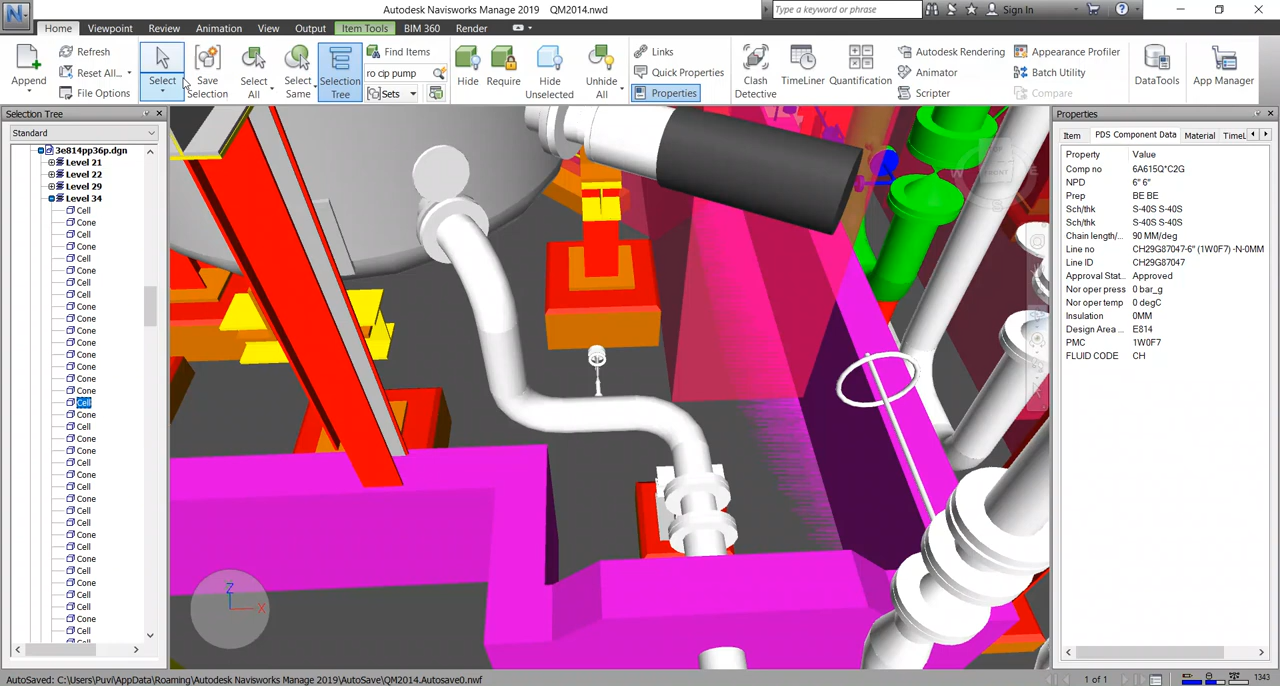 N
Autodesk Navisworks Manage 2019 QM2014.nwd
Type a keyword or phrase
Sign In
?
Home Viewpoint Review Animation View Output Item Tools BIM 360 Render
Append
Refresh
Reset All...
File Options
Select
Save
Selection
Select
All
Select
Same
Selection
Tree
Find Items
ro cip pump
Sets
Hide
Require
Hide
Unselected
Unhide
All
Links
Quick Properties
Properties
Clash
Detective
TimeLiner
Quantification
Autodesk Rendering
Animator
Scripter
Appearance Profiler
Batch Utility
Compare
DataTools
App Manager
Selection Tree
Standard
3e814pp36p.dgn
Level 21
Level 22
Level 29
Level 34
Cell
Cone
Cell
Cone
Cell
Cone
Cell
Cell
Cone
Cone
Cone
Cone
Cone
Cone
Cone
Cone
Cell
Cone
Cell
Cone
Cone
Cell
Cone
Cell
Cone
Cell
Cone
Cone
Cell
Cone
Cell
Cone
Cell
Cell
Cone
Cell
Z
X
W
E
TOP
FRONT
Properties
Item PDS Component Data Material TimeL
Property Value
Comp no 6A615Q*C2G
NPD 6" 6"
Prep BE BE
Sch/thk S-40S S-40S
Sch/thk S-40S S-40S
Chain length/... 90 MM/deg
Line no CH29G87047-6" (1W0F7) -N-0MM
Line ID CH29G87047
Approval Stat... Approved
Nor oper press 0 bar_g
Nor oper temp 0 degC
Insulation 0MM
Design Area ... E814
PMC 1W0F7
FLUID CODE CH
AutoSaved: C:\Users\Puvi\AppData\Roaming\Autodesk Navisworks Manage 2019\AutoSave\QM2014.Autosave0.nwf
1 of 1
1343